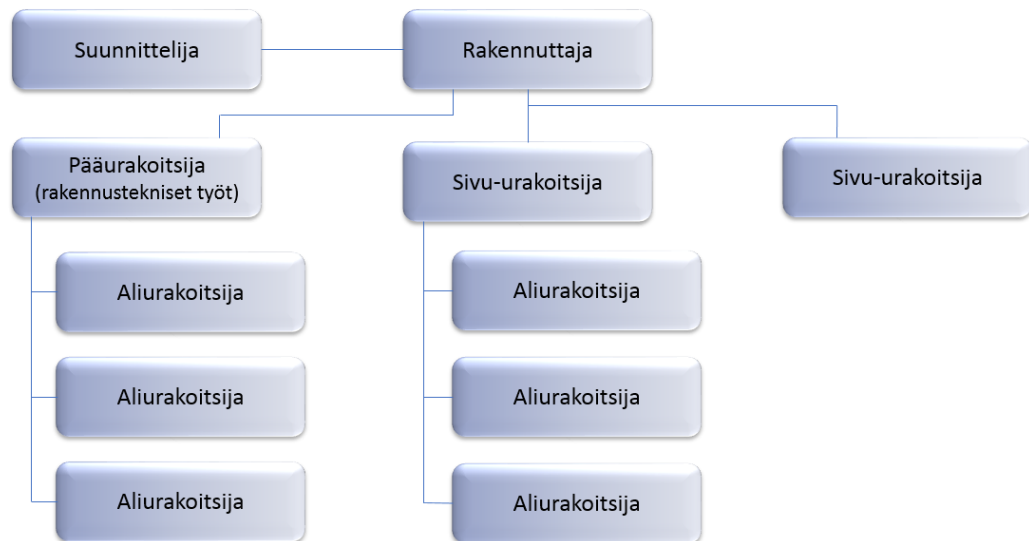 Suunnittelija
Rakennuttaja
Pääurakoitsija
(rakennustekniset työt)
Sivu-urakoitsija
Sivu-urakoitsija
Aliurakoitsija
Aliurakoitsija
Aliurakoitsija
Aliurakoitsija
Aliurakoitsija
Aliurakoitsija